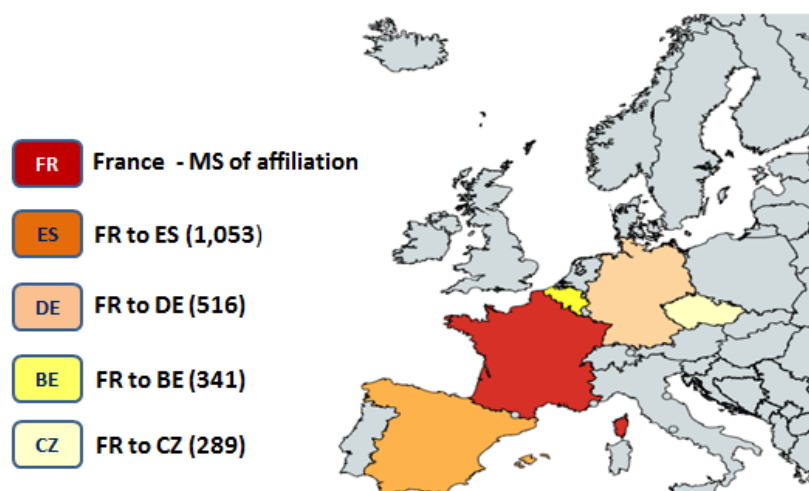 FR France - MS of affiliation
ES FR to ES (1,053)
DE FR to DE (516)
BE FR to BE (341)
CZ FR to CZ (289)